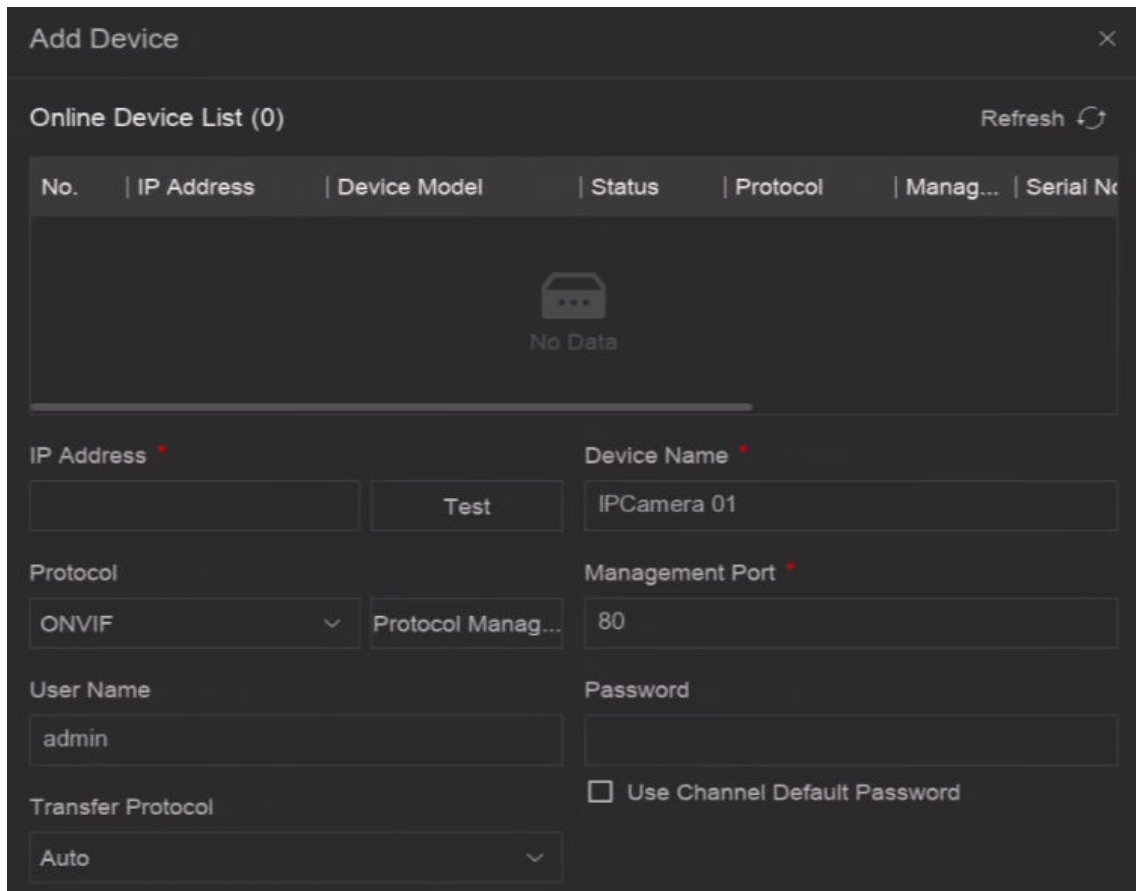 Add Device
Online Device List (0)
Refresh
No. | IP Address | Device Model | Status | Protocol | Manag... | Serial No
No Data
IP Address *
Device Name *
Test
IPCamera 01
Protocol
Management Port *
ONVIF
Protocol Manag...
80
User Name
Password
admin
Use Channel Default Password
Transfer Protocol
Auto